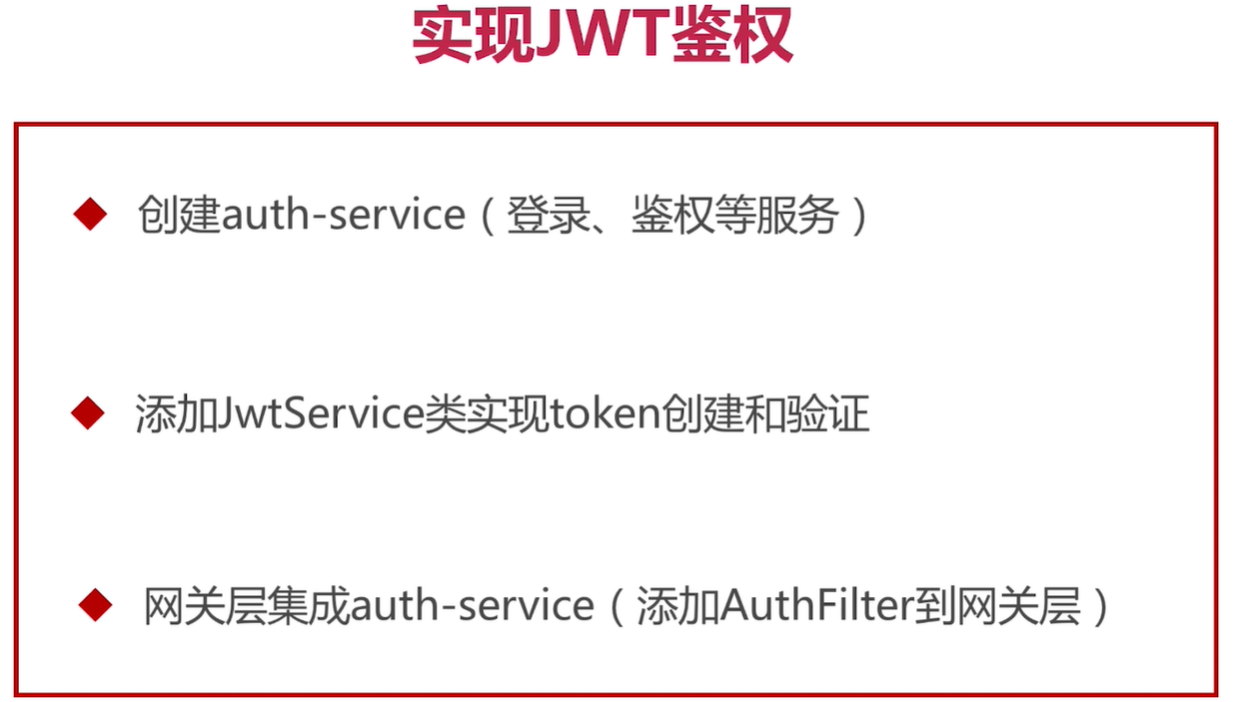 实现JWT鉴权
创建auth-service（登录、鉴权等服务）
添加JwtService类实现token创建和验证
网关层集成auth-service（添加AuthFilter到网关层）